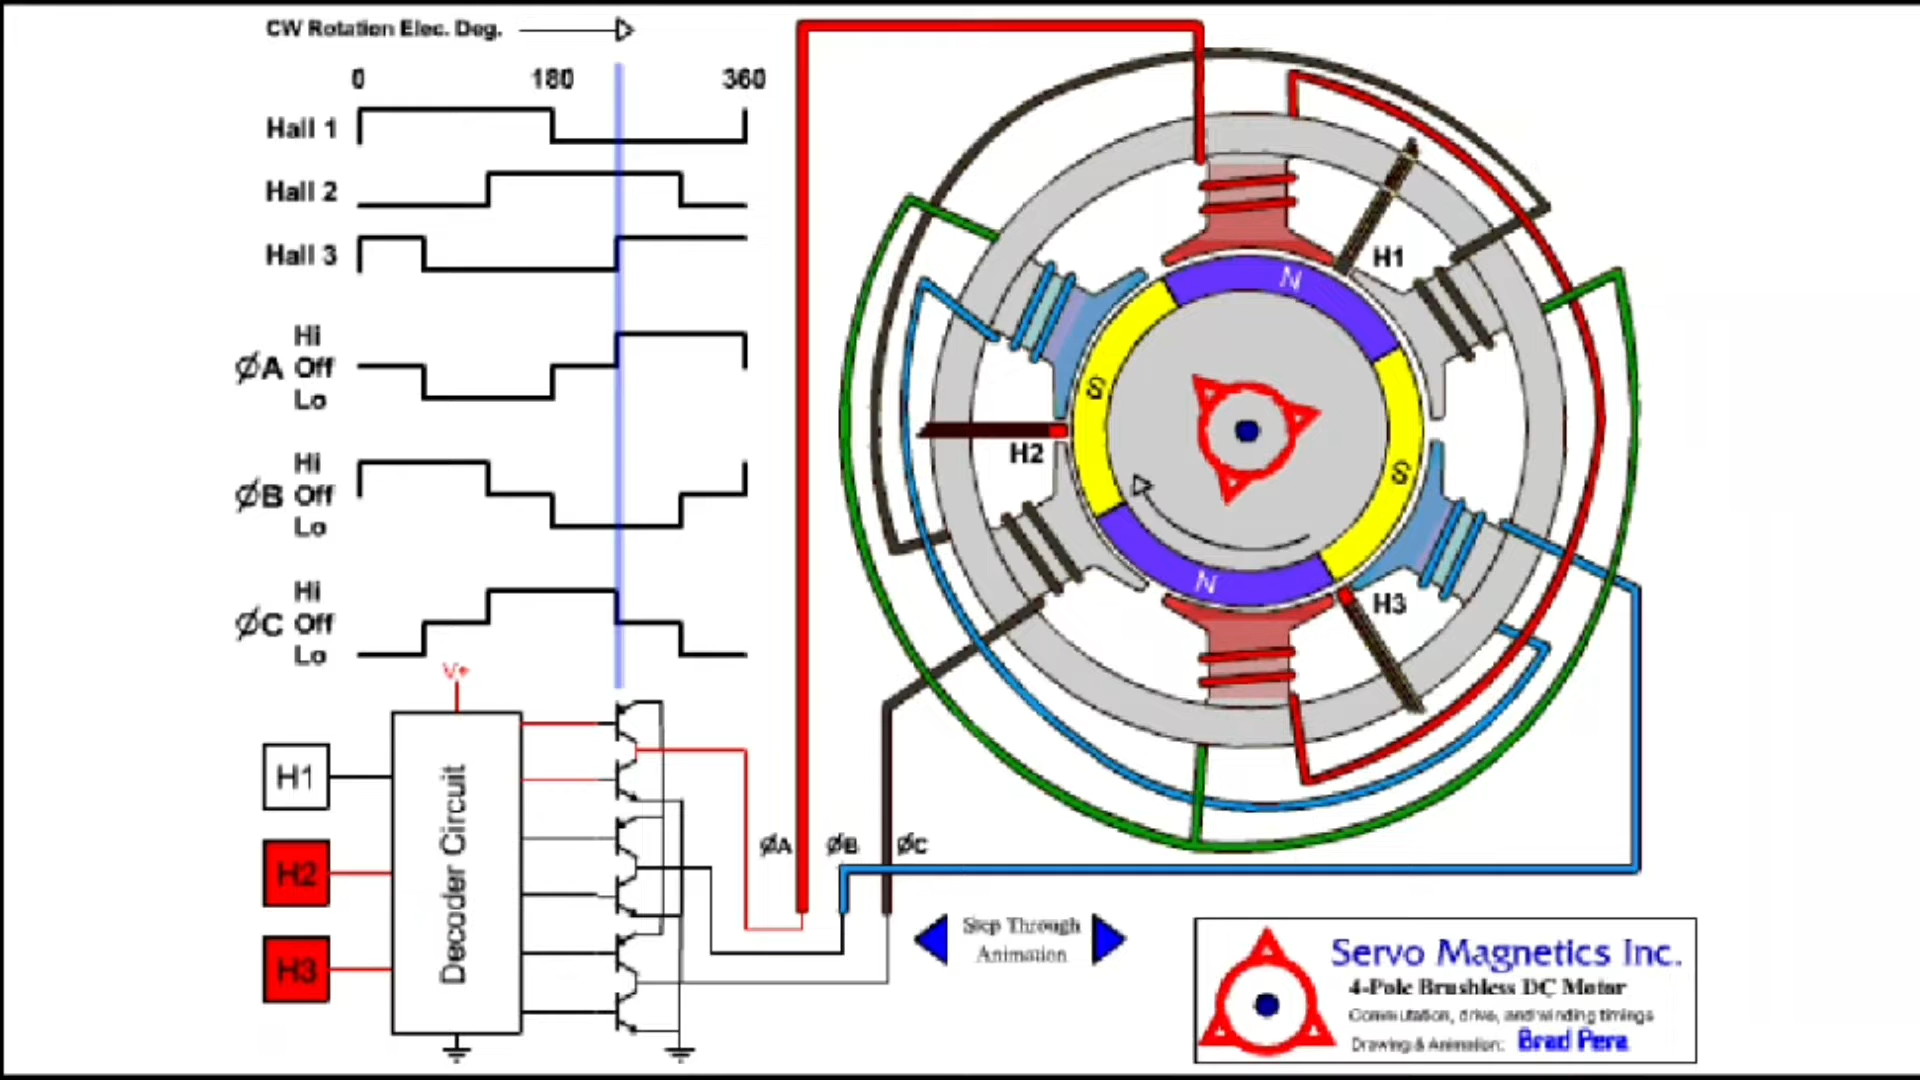 CW Rotation Elec. Deg.
0 180 360
Hall 1
Hall 2
Hall 3
Hi
ØA Off
Lo
Hi
ØB Off
Lo
Hi
ØC Off
Lo
V+
H1
H2
H3
Decoder Circuit
ØA ØB ØC
N
H1
S
H2
S
N
H3
Step Through
Animation
Servo Magnetics Inc.
4-Pole Brushless DC Motor
Commutation, drive, and winding timings
Drawing & Animation: Brad Pera